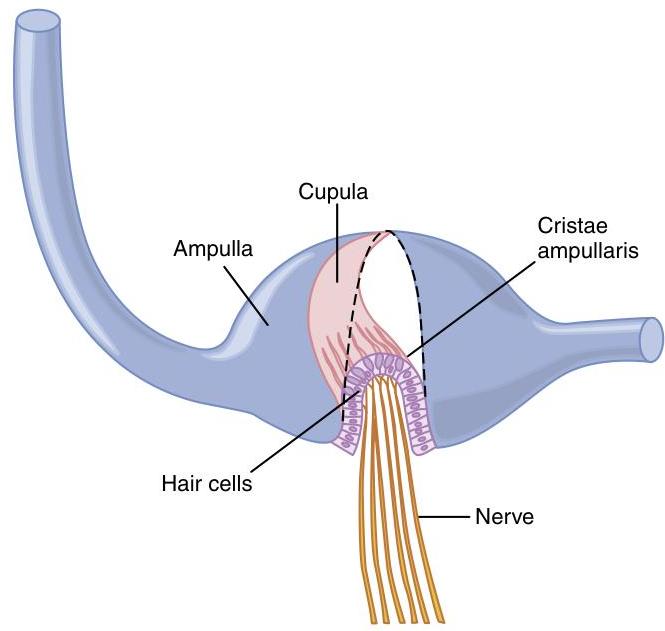 Cupula
Cristae
ampullaris
Ampulla
Hair cells
Nerve